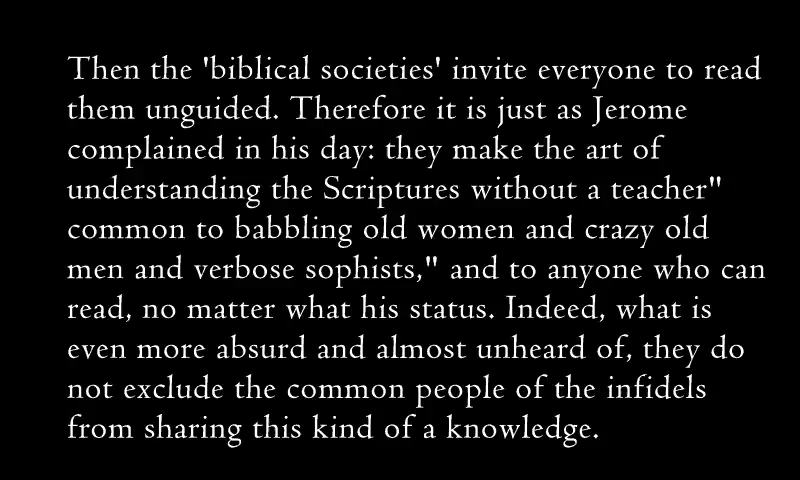 Then the 'biblical societies' invite everyone to read
them unguided. Therefore it is just as Jerome
complained in his day: they make the art of
understanding the Scriptures without a teacher"
common to babbling old women and crazy old
men and verbose sophists," and to anyone who can
read, no matter what his status. Indeed, what is
even more absurd and almost unheard of, they do
not exclude the common people of the infidels
from sharing this kind of a knowledge.